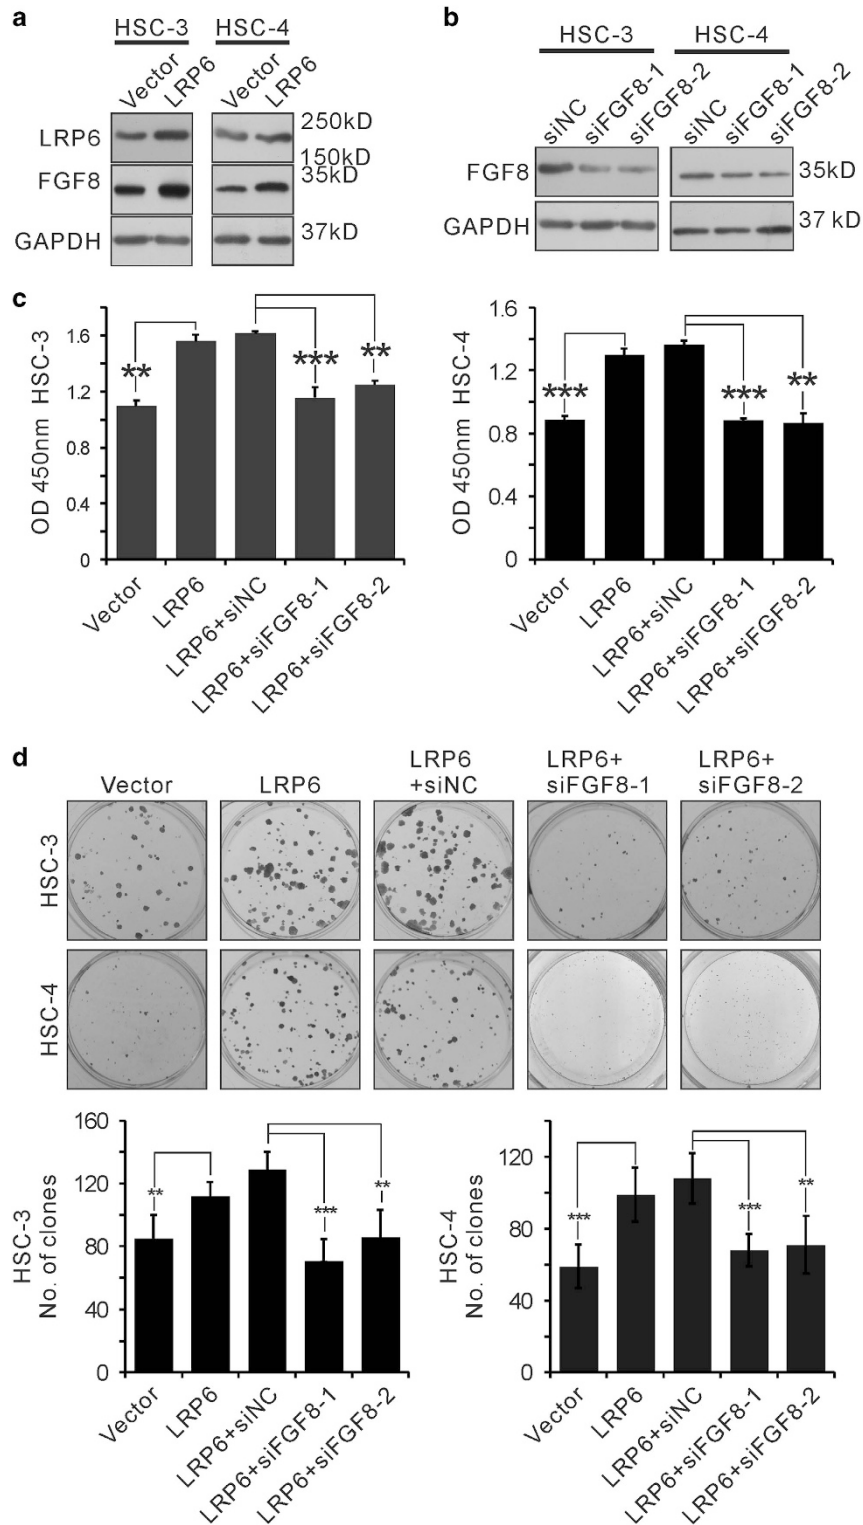 a
HSC-3 HSC-4
Vector LRP6 Vector LRP6
LRP6 250kD
150kD
FGF8 35kD
GAPDH 37kD
b
HSC-3 HSC-4
siNC siFGF8-1 siFGF8-2 siNC siFGF8-1 siFGF8-2
FGF8 35kD
GAPDH 37 kD
c
OD 450nm HSC-3
1.6
1.2
0.8
0.4
0
** *** **
Vector LRP6 LRP6+siNC LRP6+siFGF8-1 LRP6+siFGF8-2
OD 450nm HSC-4
1.6
1.2
0.8
0.4
0
*** *** **
Vector LRP6 LRP6+siNC LRP6+siFGF8-1 LRP6+siFGF8-2
d
Vector LRP6 LRP6 +siNC LRP6+ siFGF8-1 LRP6+ siFGF8-2
HSC-3
HSC-4
HSC-3
No. of clones
160
120
80
40
0
** *** **
Vector LRP6 LRP6+siNC LRP6+siFGF8-1 LRP6+siFGF8-2
HSC-4
No. of clones
120
80
40
0
*** *** **
Vector LRP6 LRP6+siNC LRP6+siFGF8-1 LRP6+siFGF8-2